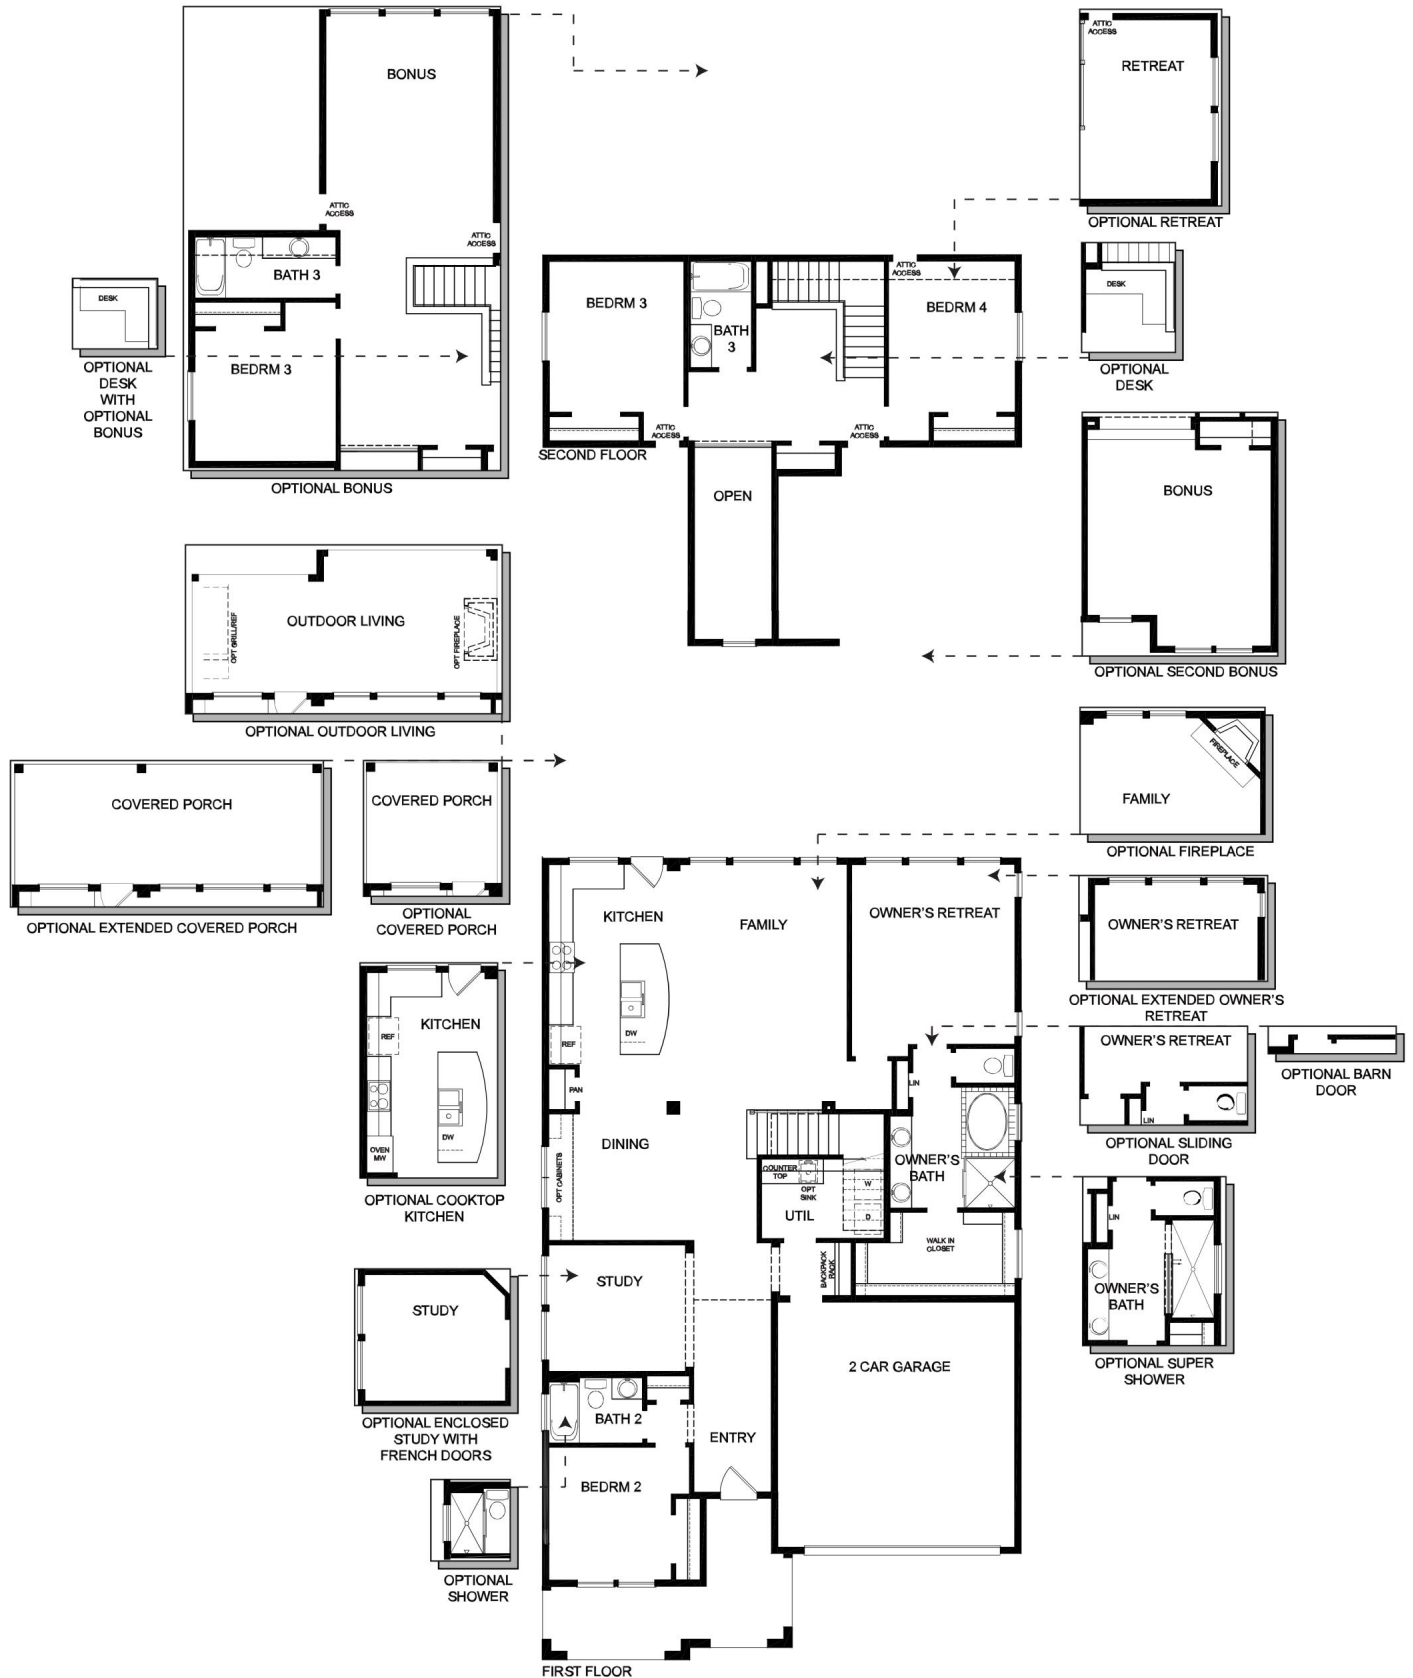 BONUS
ATTIC
ACCESS
ATTIC
ACCESS
BATH 3
BEDRM 3
OPTIONAL BONUS
DESK
OPTIONAL
DESK
WITH
OPTIONAL
BONUS
ATTIC
ACCESS
RETREAT
OPTIONAL RETREAT
BEDRM 3
BATH
3
ATTIC
ACCESS
BEDRM 4
ATTIC
ACCESS
ATTIC
ACCESS
SECOND FLOOR
OPEN
DESK
OPTIONAL
DESK
BONUS
OPTIONAL SECOND BONUS
OPT GRILL/REF
OUTDOOR LIVING
OPT FIREPLACE
OPTIONAL OUTDOOR LIVING
COVERED PORCH
OPTIONAL EXTENDED COVERED PORCH
COVERED PORCH
OPTIONAL
COVERED PORCH
FIREPLACE
FAMILY
OPTIONAL FIREPLACE
OWNER'S RETREAT
OPTIONAL EXTENDED OWNER'S
RETREAT
OWNER'S RETREAT
LIN
OPTIONAL SLIDING
DOOR
OPTIONAL BARN
DOOR
LIN
OWNER'S
BATH
OPTIONAL SUPER
SHOWER
KITCHEN
REF
DW
OVEN
MW
OPTIONAL COOKTOP
KITCHEN
STUDY
OPTIONAL ENCLOSED
STUDY WITH
FRENCH DOORS
OPTIONAL
SHOWER
KITCHEN
FAMILY
OWNER'S RETREAT
DW
REF
PAN
LIN
DINING
OPT CABINETS
OWNER'S
BATH
COUNTER
TOP
OPT
SINK
W
D
UTIL
WALK IN
CLOSET
BACKPACK
RACK
STUDY
2 CAR GARAGE
BATH 2
ENTRY
BEDRM 2
FIRST FLOOR